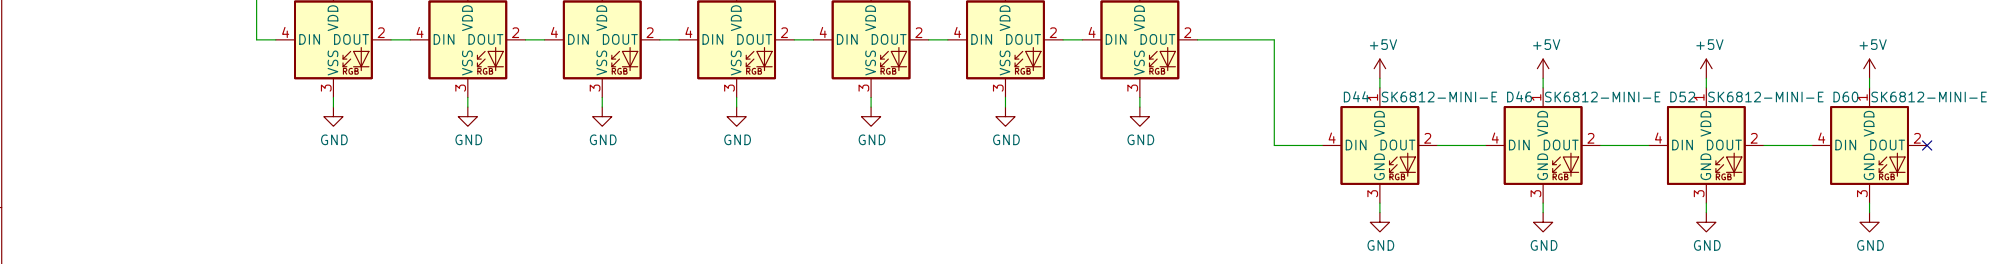 VDD VDD VDD VDD VDD VDD VDD
4 DIN DOUT 2 4 DIN DOUT 2 4 DIN DOUT 2 4 DIN DOUT 2 4 DIN DOUT 2 4 DIN DOUT 2 4 DIN DOUT 2
VSS RGB VSS RGB VSS RGB VSS RGB VSS RGB VSS RGB VSS RGB
3 3 3 3 3 3 3
GND GND GND GND GND GND GND
+5V +5V +5V +5V
D44 1 SK6812-MINI-E D46 1 SK6812-MINI-E D52 1 SK6812-MINI-E D60 1 SK6812-MINI-E
VDD VDD VDD VDD
4 DIN DOUT 2 4 DIN DOUT 2 4 DIN DOUT 2 4 DIN DOUT 2
GND RGB GND RGB GND RGB GND RGB
3 3 3 3
GND GND GND GND